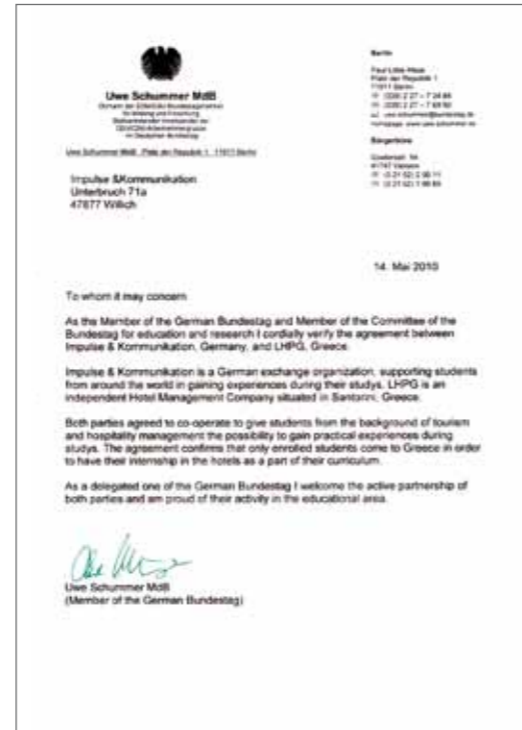 Uwe Schummer MdB
Uwe Schummer MdB Platz der Republik 1 11011 Berlin
Impulse &Kommunikation
Unterbruch 71a
47877 Willich
Berlin
Platz der Republik 1
11011 Berlin
Bürgerbüro
14. Mai 2010
To whom it may concern
As the Member of the German Bundestag and Member of the Committee of the
Bundestag for education and research I cordially verify the agreement between
Impulse & Kommunikation, Germany, and LHPG, Greece.
Impulse & Kommunikation is a German exchange organization, supporting students
from around the world in gaining experiences during their studys. LHPG is an
independent Hotel Management Company situated in Santorini, Greece.
Both parties agreed to co-operate to give students from the background of tourism
and hospitality management the possibility to gain practical experiences during
studys. The agreement confirms that only enrolled students come to Greece in order
to have their internship in the hotels as a part of their curriculum.
As a delegated one of the German Bundestag I welcome the active partnership of
both parties and am proud of their activity in the educational area.
Uwe Schummer MdB
(Member of the German Bundestag)